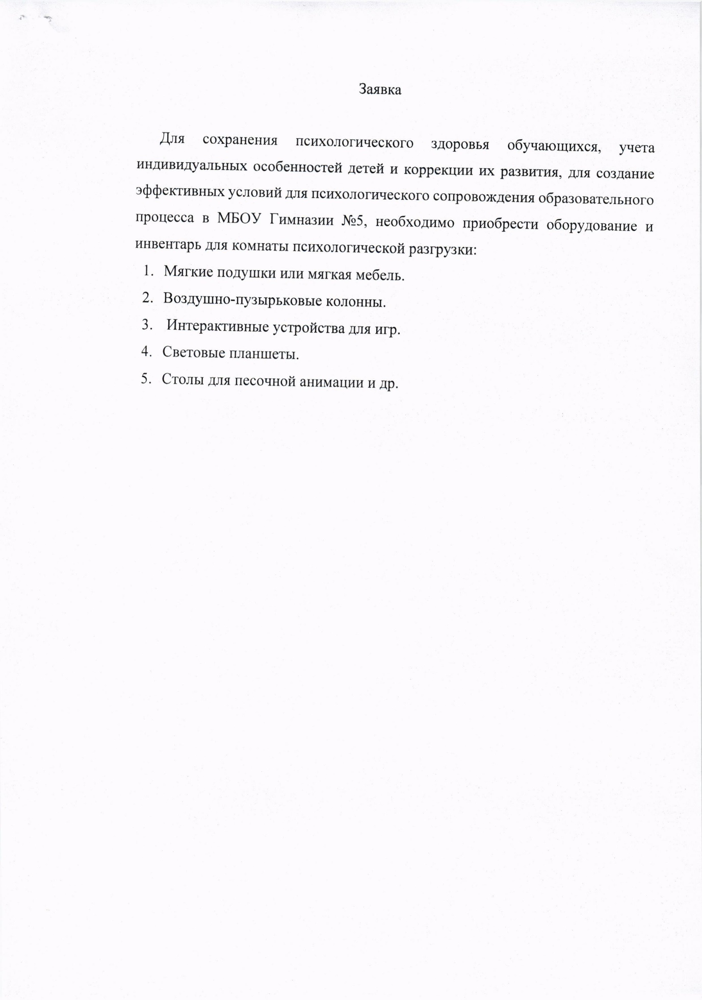 Заявка
Для сохранения психологического здоровья обучающихся, учета
индивидуальных особенностей детей и коррекции их развития, для создание
эффективных условий для психологического сопровождения образовательного
процесса в МБОУ Гимназии №5, необходимо приобрести оборудование и
инвентарь для комнаты психологической разгрузки:
1. Мягкие подушки или мягкая мебель.
2. Воздушно-пузырьковые колонны.
3. Интерактивные устройства для игр.
4. Световые планшеты.
5. Столы для песочной анимации и др.